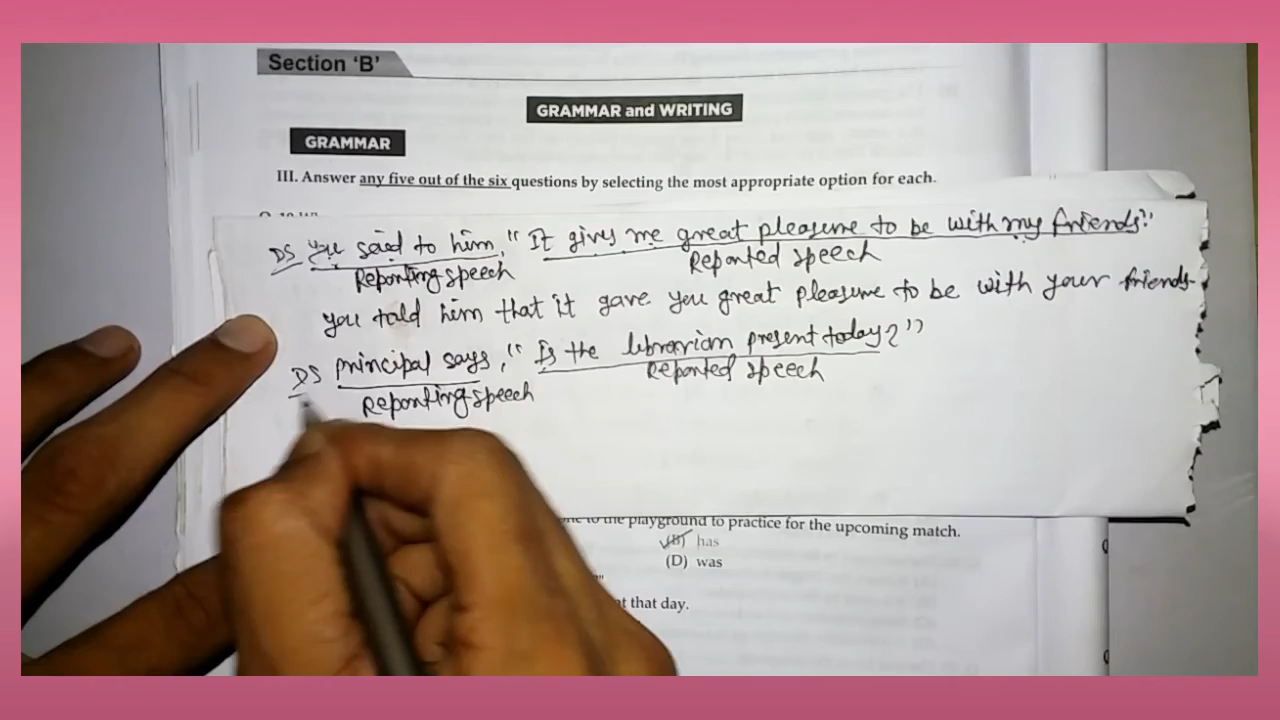 Section ‘B’
GRAMMAR and WRITING
GRAMMAR
III. Answer any five out of the six questions by selecting the most appropriate option for each.
DS You said to him, "It gives me great pleasure to be with my friends."
Reporting speech Reported speech
You told him that it gave you great pleasure to be with your friends.
DS Principal says, "Is the librarian present today?"
Reporting speech Reported speech
to the playground to practice for the upcoming match.
(B) has
(D) was
that day.